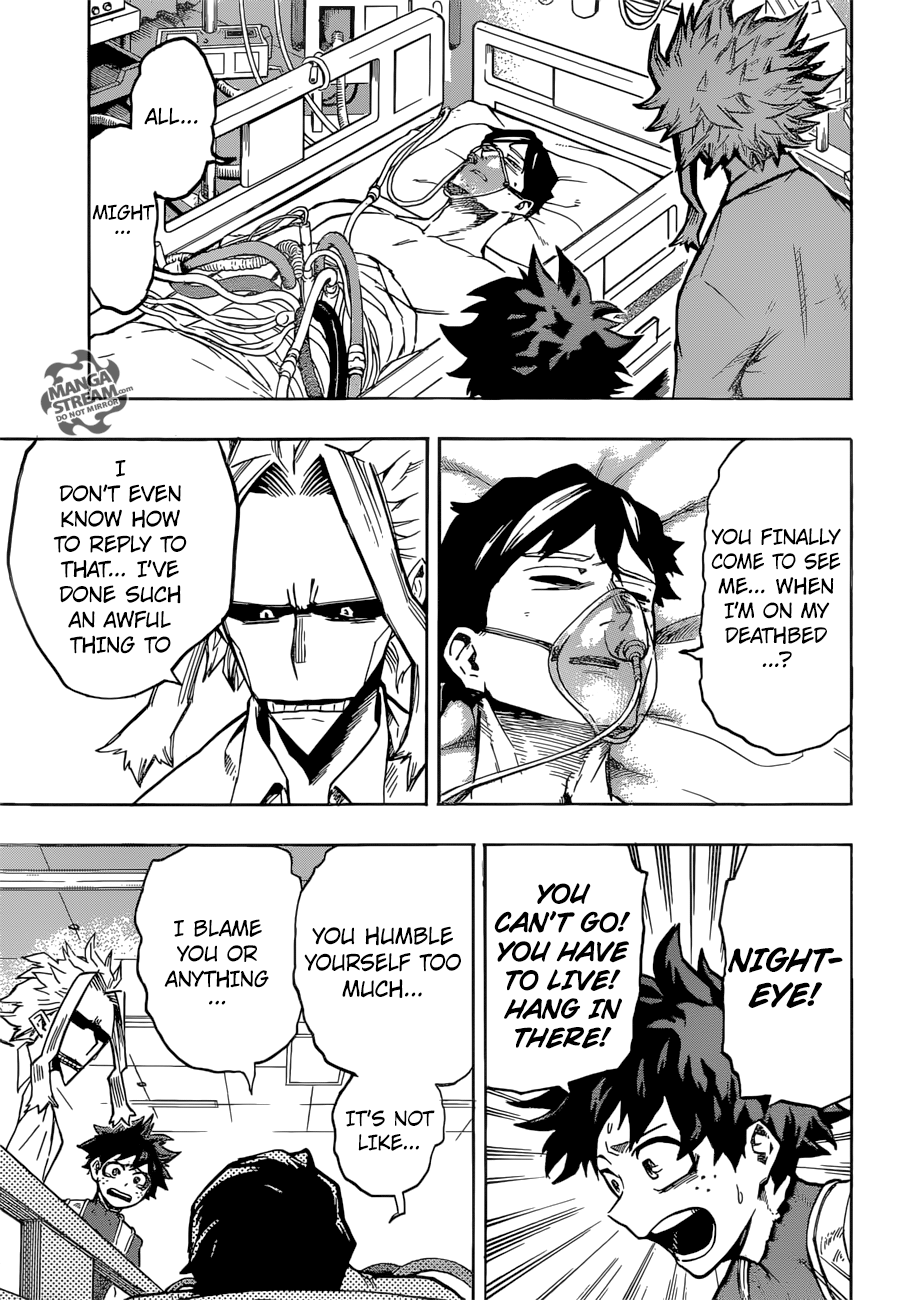 ALL...
MIGHT
...
MANGA
STREAM.com
DO NOT MIRROR
YOU FINALLY
COME TO SEE
ME... WHEN
I'M ON MY
DEATHBED
...?
I
DON'T EVEN
KNOW HOW
TO REPLY TO
THAT... I'VE
DONE SUCH
AN AWFUL
THING TO
NIGHT-
EYE!
YOU
CAN'T GO!
YOU HAVE
TO LIVE!
HANG IN
THERE!
YOU HUMBLE
YOURSELF TOO
MUCH...
IT'S NOT
LIKE...
I BLAME
YOU OR
ANYTHING
...